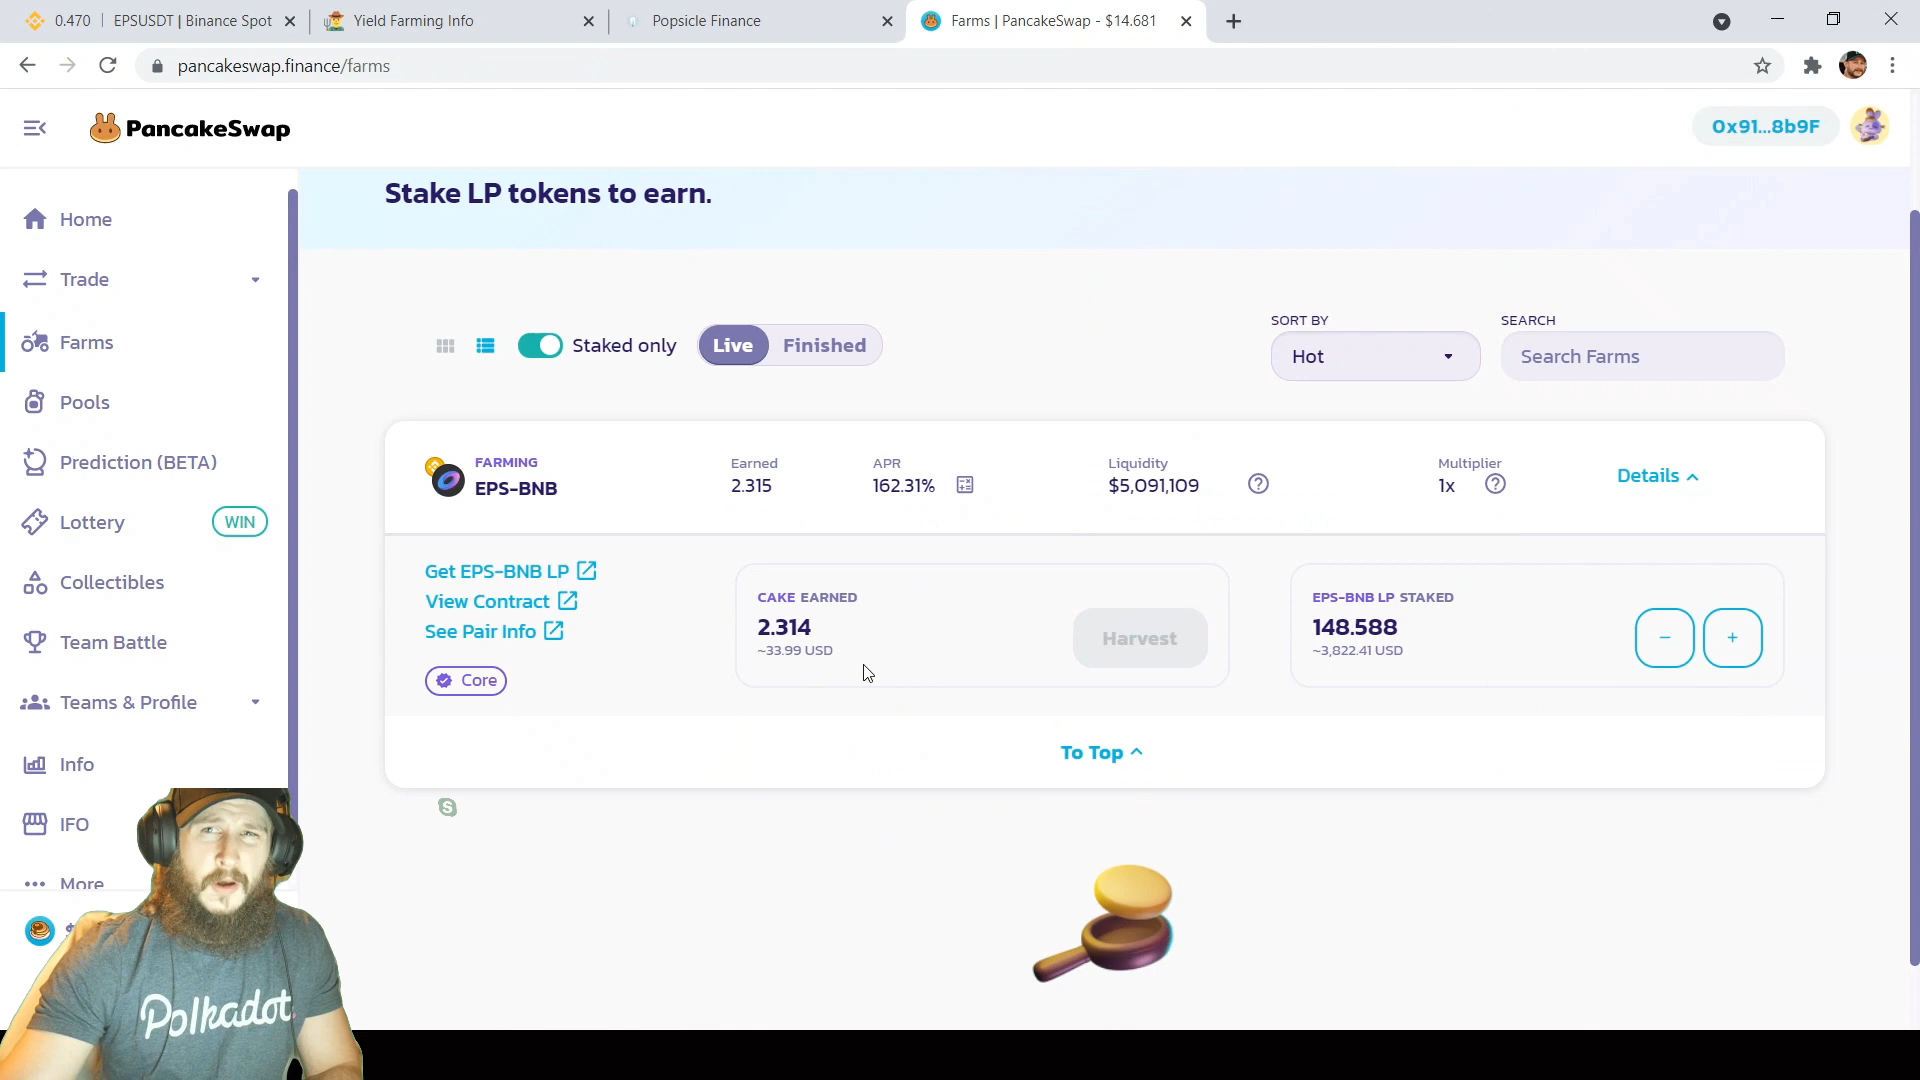 0.470 | EPSUSDT | Binance Spot
Yield Farming Info
Popsicle Finance
Farms | PancakeSwap - $14.681
pancakeswap.finance/farms
PancakeSwap
0x91...8b9F
Stake LP tokens to earn.
Home
Trade
Farms
Pools
Prediction (BETA)
Lottery
WIN
Collectibles
Team Battle
Teams & Profile
Info
IFO
More
Staked only
Live
Finished
SORT BY
Hot
SEARCH
Search Farms
FARMING
EPS-BNB
Earned
2.315
APR
162.31%
Liquidity
$5,091,109
Multiplier
1x
Details
Get EPS-BNB LP
View Contract
See Pair Info
Core
CAKE EARNED
2.314
~33.99 USD
Harvest
EPS-BNB LP STAKED
148.588
~3,822.41 USD
−
+
To Top
S
Polkadot.